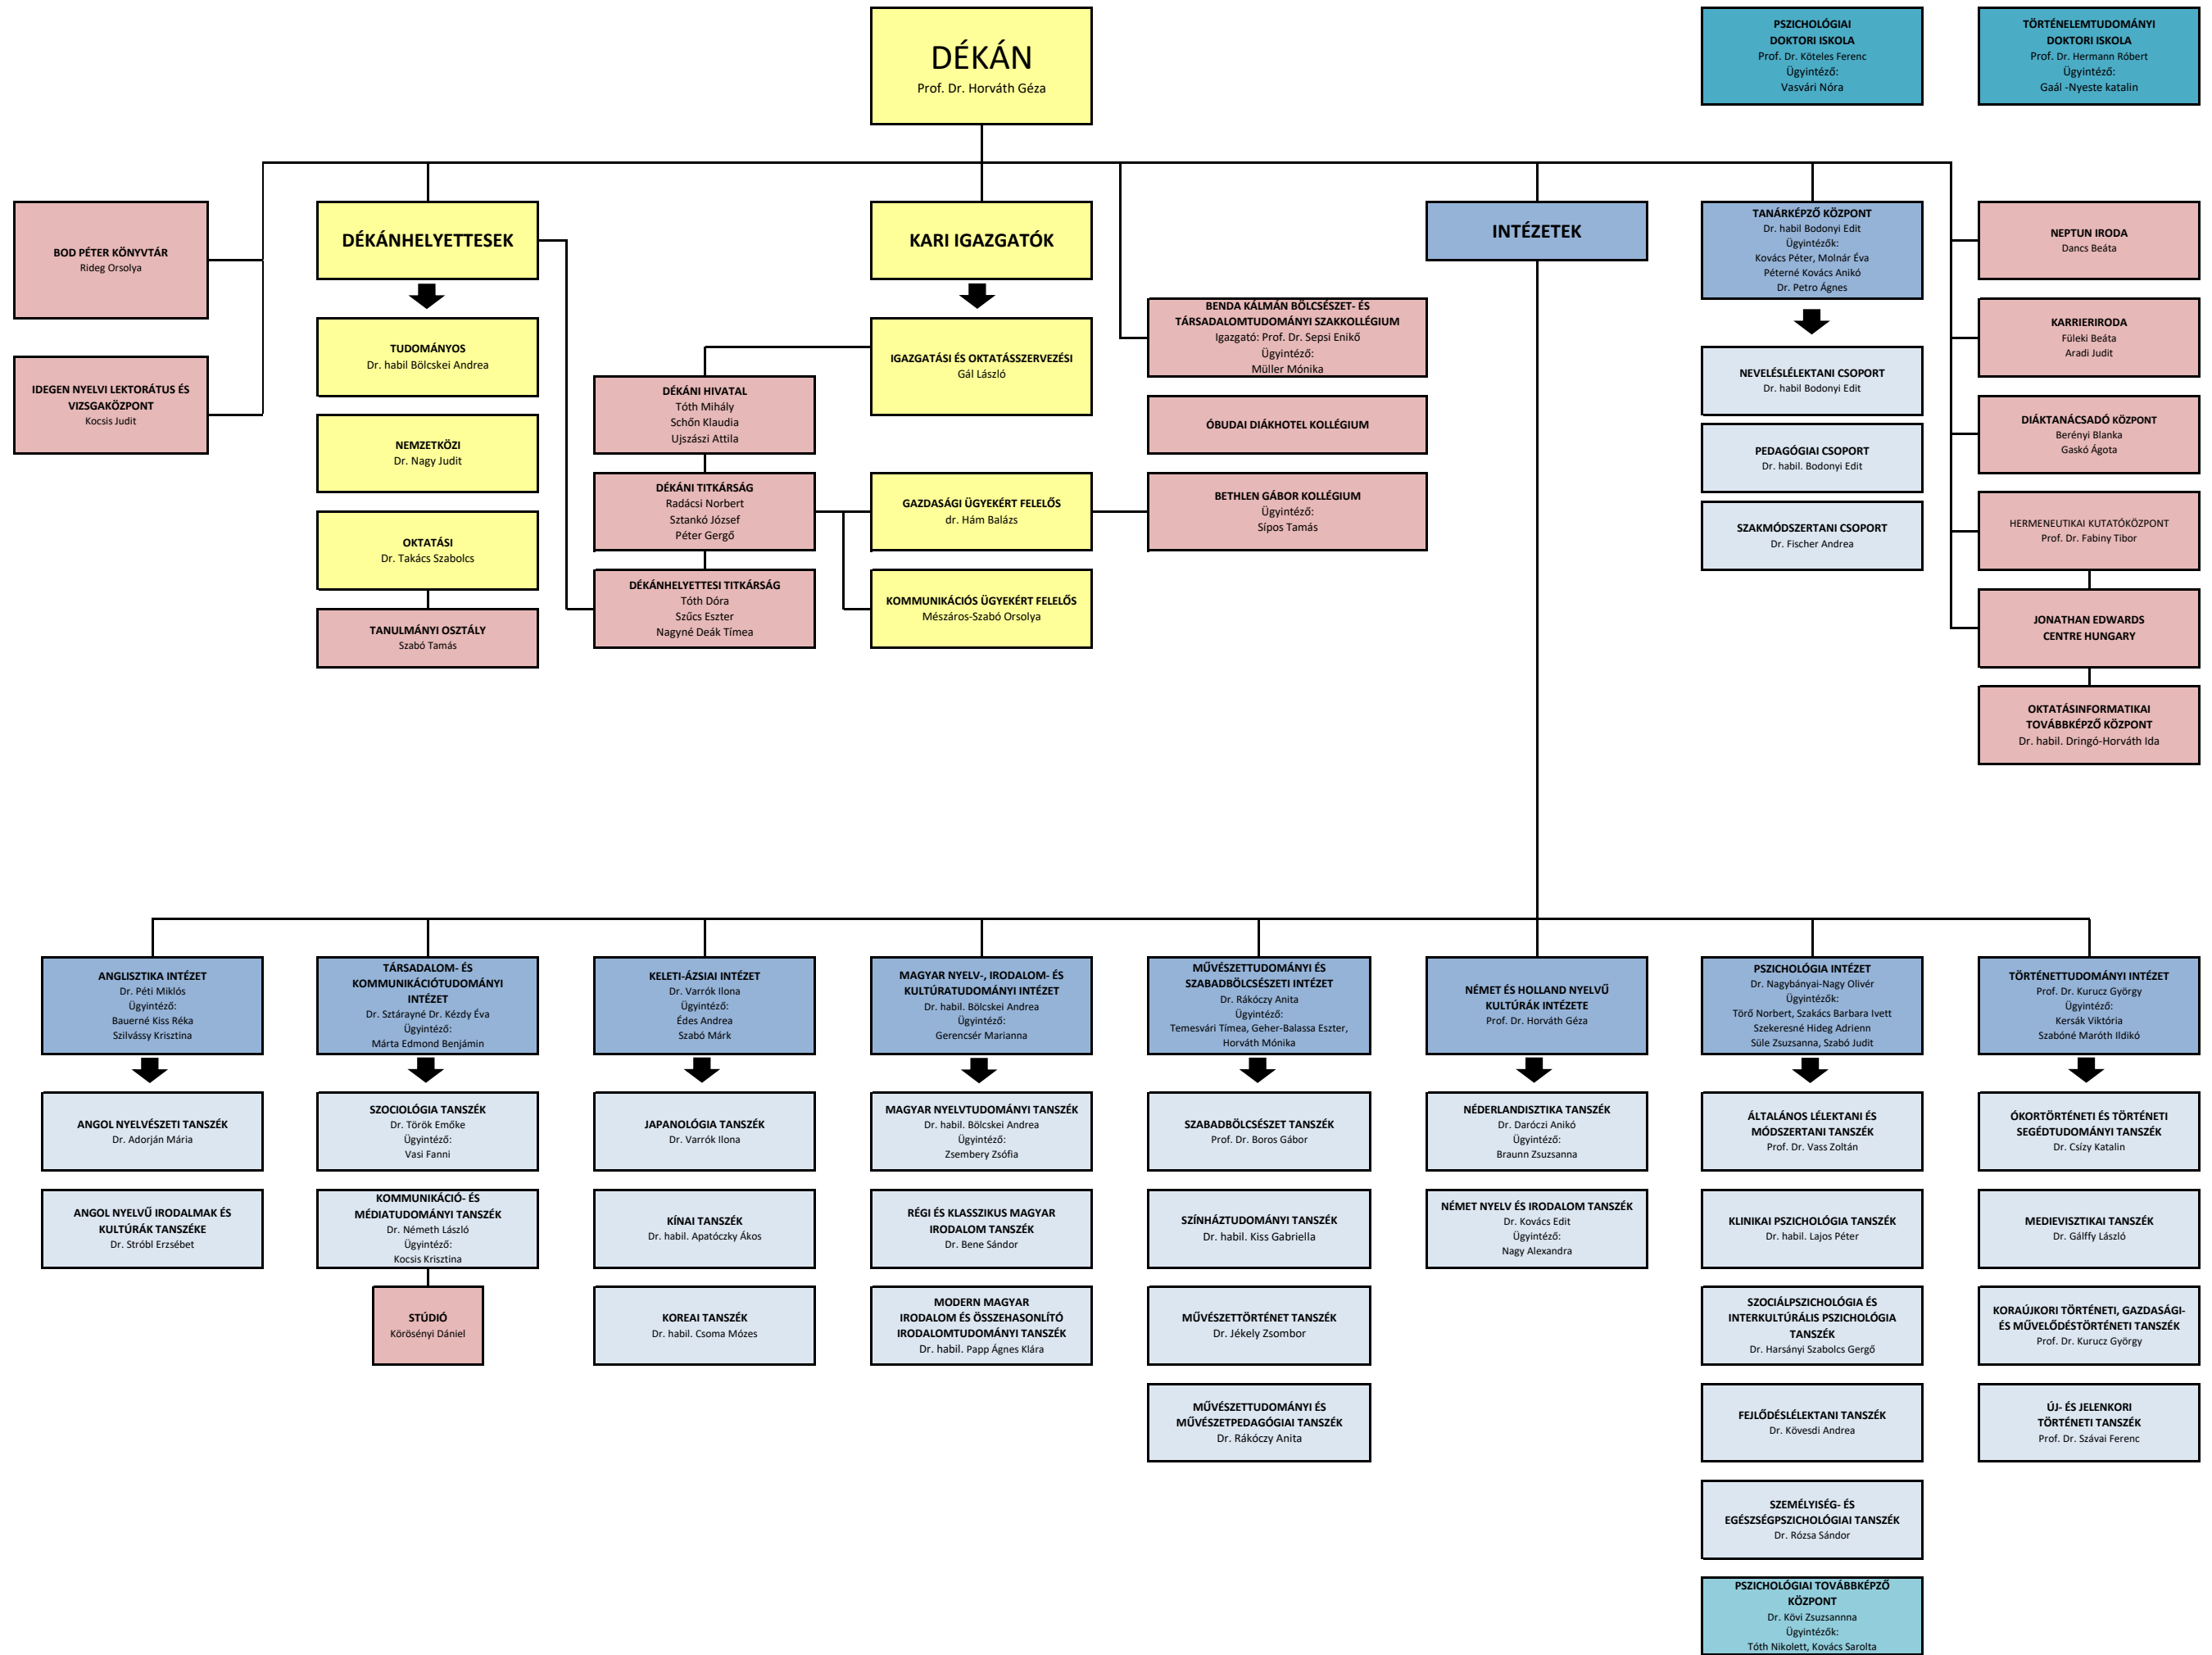 DÉKÁN
Prof. Dr. Horváth Géza
PSZICHOLÓGIAI
DOKTORI ISKOLA
Prof. Dr. Köteles Ferenc
Ügyintéző:
Vasvári Nóra
TÖRTÉNELEMTUDOMÁNYI
DOKTORI ISKOLA
Prof. Dr. Hermann Róbert
Ügyintéző:
Gaál -Nyeste katalin
BOD PÉTER KÖNYVTÁR
Rideg Orsolya
IDEGEN NYELVI LEKTORÁTUS ÉS
VIZSGAKÖZPONT
Kocsis Judit
DÉKÁNHELYETTESEK
TUDOMÁNYOS
Dr. habil Bölcskei Andrea
NEMZETKÖZI
Dr. Nagy Judit
OKTATÁSI
Dr. Takács Szabolcs
TANULMÁNYI OSZTÁLY
Szabó Tamás
DÉKÁNI HIVATAL
Tóth Mihály
Schőn Klaudia
Ujszászi Attila
DÉKÁNI TITKÁRSÁG
Radácsi Norbert
Sztankó József
Péter Gergő
DÉKÁNHELYETTESI TITKÁRSÁG
Tóth Dóra
Szűcs Eszter
Nagyné Deák Tímea
KARI IGAZGATÓK
IGAZGATÁSI ÉS OKTATÁSSZERVEZÉSI
Gál László
GAZDASÁGI ÜGYEKÉRT FELELŐS
dr. Hám Balázs
KOMMUNIKÁCIÓS ÜGYEKÉRT FELELŐS
Mészáros-Szabó Orsolya
BENDA KÁLMÁN BÖLCSÉSZET- ÉS
TÁRSADALOMTUDOMÁNYI SZAKKOLLÉGIUM
Igazgató: Prof. Dr. Sepsi Enikő
Ügyintéző:
Müller Mónika
ÓBUDAI DIÁKHOTEL KOLLÉGIUM
BETHLEN GÁBOR KOLLÉGIUM
Ügyintéző:
Sípos Tamás
INTÉZETEK
TANÁRKÉPZŐ KÖZPONT
Dr. habil Bodonyi Edit
Ügyintézők:
Kovács Péter, Molnár Éva
Péterné Kovács Anikó
Dr. Petro Ágnes
NEVELÉSLÉLEKTANI CSOPORT
Dr. habil Bodonyi Edit
PEDAGÓGIAI CSOPORT
Dr. habil. Bodonyi Edit
SZAKMÓDSZERTANI CSOPORT
Dr. Fischer Andrea
NEPTUN IRODA
Dancs Beáta
KARRIERIRODA
Füleki Beáta
Aradi Judit
DIÁKTANÁCSADÓ KÖZPONT
Berényi Blanka
Gaskó Ágota
HERMENEUTIKAI KUTATÓKÖZPONT
Prof. Dr. Fabiny Tibor
JONATHAN EDWARDS
CENTRE HUNGARY
OKTATÁSINFORMATIKAI
TOVÁBBKÉPZŐ KÖZPONT
Dr. habil. Dringó-Horváth Ida
ANGLISZTIKA INTÉZET
Dr. Péti Miklós
Ügyintéző:
Bauerné Kiss Réka
Szilvássy Krisztina
ANGOL NYELVÉSZETI TANSZÉK
Dr. Adorján Mária
ANGOL NYELVŰ IRODALMAK ÉS
KULTÚRÁK TANSZÉKE
Dr. Stróbl Erzsébet
TÁRSADALOM- ÉS
KOMMUNIKÁCIÓTUDOMÁNYI
INTÉZET
Dr. Sztárayné Dr. Kézdy Éva
Ügyintéző:
Márta Edmond Benjámin
SZOCIOLÓGIA TANSZÉK
Dr. Török Emőke
Ügyintéző:
Vasi Fanni
KOMMUNIKÁCIÓ- ÉS
MÉDIATUDOMÁNYI TANSZÉK
Dr. Németh László
Ügyintéző:
Kocsis Krisztina
STÚDIÓ
Körösényi Dániel
KELETI-ÁZSIAI INTÉZET
Dr. Varrók Ilona
Ügyintéző:
Édes Andrea
Szabó Márk
JAPANOLÓGIA TANSZÉK
Dr. Varrók Ilona
KÍNAI TANSZÉK
Dr. habil. Apatóczky Ákos
KOREAI TANSZÉK
Dr. habil. Csoma Mózes
MAGYAR NYELV-, IRODALOM- ÉS
KULTÚRATUDOMÁNYI INTÉZET
Dr. habil. Bölcskei Andrea
Ügyintéző:
Gerencsér Marianna
MAGYAR NYELVTUDOMÁNYI TANSZÉK
Dr. habil. Bölcskei Andrea
Ügyintéző:
Zsembery Zsófia
RÉGI ÉS KLASSZIKUS MAGYAR
IRODALOM TANSZÉK
Dr. Bene Sándor
MODERN MAGYAR
IRODALOM ÉS ÖSSZEHASONLÍTÓ
IRODALOMTUDOMÁNYI TANSZÉK
Dr. habil. Papp Ágnes Klára
MŰVÉSZETTUDOMÁNYI ÉS
SZABADBÖLCSÉSZETI INTÉZET
Dr. Rákóczy Anita
Ügyintéző:
Temesvári Tímea, Geher-Balassa Eszter,
Horváth Mónika
SZABADBÖLCSÉSZET TANSZÉK
Prof. Dr. Boros Gábor
SZÍNHÁZTUDOMÁNYI TANSZÉK
Dr. habil. Kiss Gabriella
MŰVÉSZETTÖRTÉNET TANSZÉK
Dr. Jékely Zsombor
MŰVÉSZETTUDOMÁNYI ÉS
MŰVÉSZETPEDAGÓGIAI TANSZÉK
Dr. Rákóczy Anita
NÉMET ÉS HOLLAND NYELVŰ
KULTÚRÁK INTÉZETE
Prof. Dr. Horváth Géza
NÉDERLANDISZTIKA TANSZÉK
Dr. Daróczi Anikó
Ügyintéző:
Braunn Zsuzsanna
NÉMET NYELV ÉS IRODALOM TANSZÉK
Dr. Kovács Edit
Ügyintéző:
Nagy Alexandra
PSZICHOLÓGIA INTÉZET
Dr. Nagybányai-Nagy Olivér
Ügyintézők:
Törő Norbert, Szakács Barbara Ivett
Szekeresné Hideg Adrienn
Süle Zsuzsanna, Szabó Judit
ÁLTALÁNOS LÉLEKTANI ÉS
MÓDSZERTANI TANSZÉK
Prof. Dr. Vass Zoltán
KLINIKAI PSZICHOLÓGIA TANSZÉK
Dr. habil. Lajos Péter
SZOCIÁLPSZICHOLÓGIA ÉS
INTERKULTÚRÁLIS PSZICHOLÓGIA
TANSZÉK
Dr. Harsányi Szabolcs Gergő
FEJLŐDÉSLÉLEKTANI TANSZÉK
Dr. Kövesdi Andrea
SZEMÉLYISÉG- ÉS
EGÉSZSÉGPSZICHOLÓGIAI TANSZÉK
Dr. Rózsa Sándor
PSZICHOLÓGIAI TOVÁBBKÉPZŐ
KÖZPONT
Dr. Kövi Zsuzsannna
Ügyintézők:
Tóth Nikolett, Kovács Sarolta
TÖRTÉNETTUDOMÁNYI INTÉZET
Prof. Dr. Kurucz György
Ügyintéző:
Kersák Viktória
Szabóné Maróth Ildikó
ÓKORTÖRTÉNETI ÉS TÖRTÉNETI
SEGÉDTUDOMÁNYI TANSZÉK
Dr. Csízy Katalin
MEDIEVISZTIKAI TANSZÉK
Dr. Gálffy László
KORAÚJKORI TÖRTÉNETI, GAZDASÁGI-
ÉS MŰVELŐDÉSTÖRTÉNETI TANSZÉK
Prof. Dr. Kurucz György
ÚJ- ÉS JELENKORI
TÖRTÉNETI TANSZÉK
Prof. Dr. Szávai Ferenc